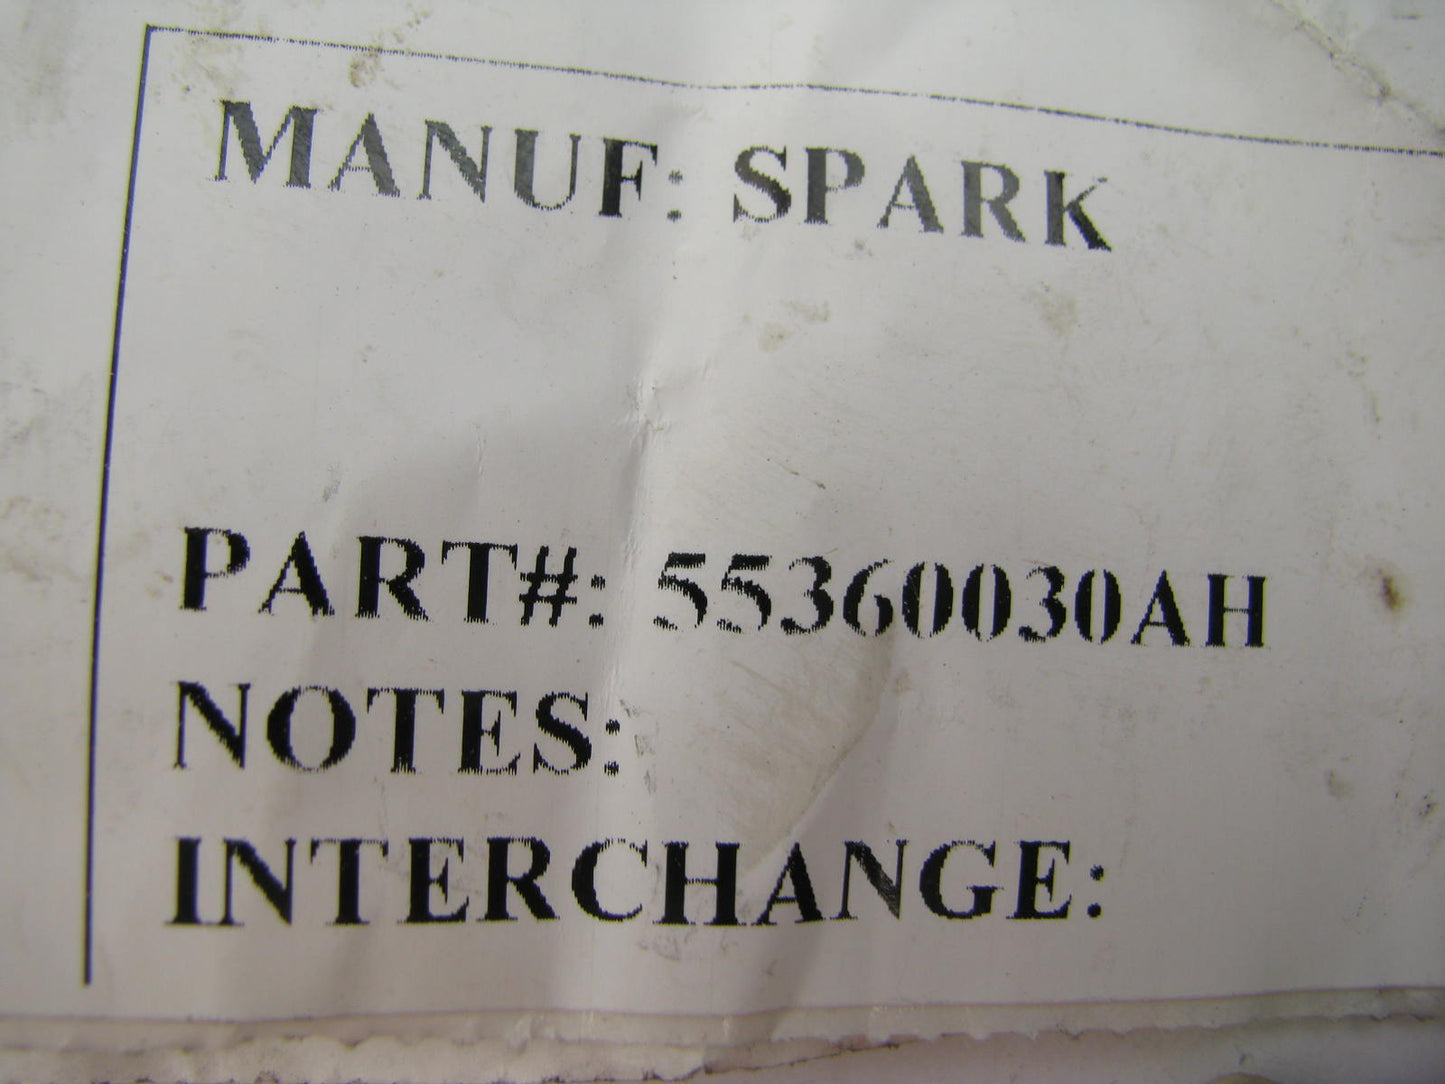 MANUF: SPARK
PART#: 55360030AH
NOTES:
INTERCHANGE: